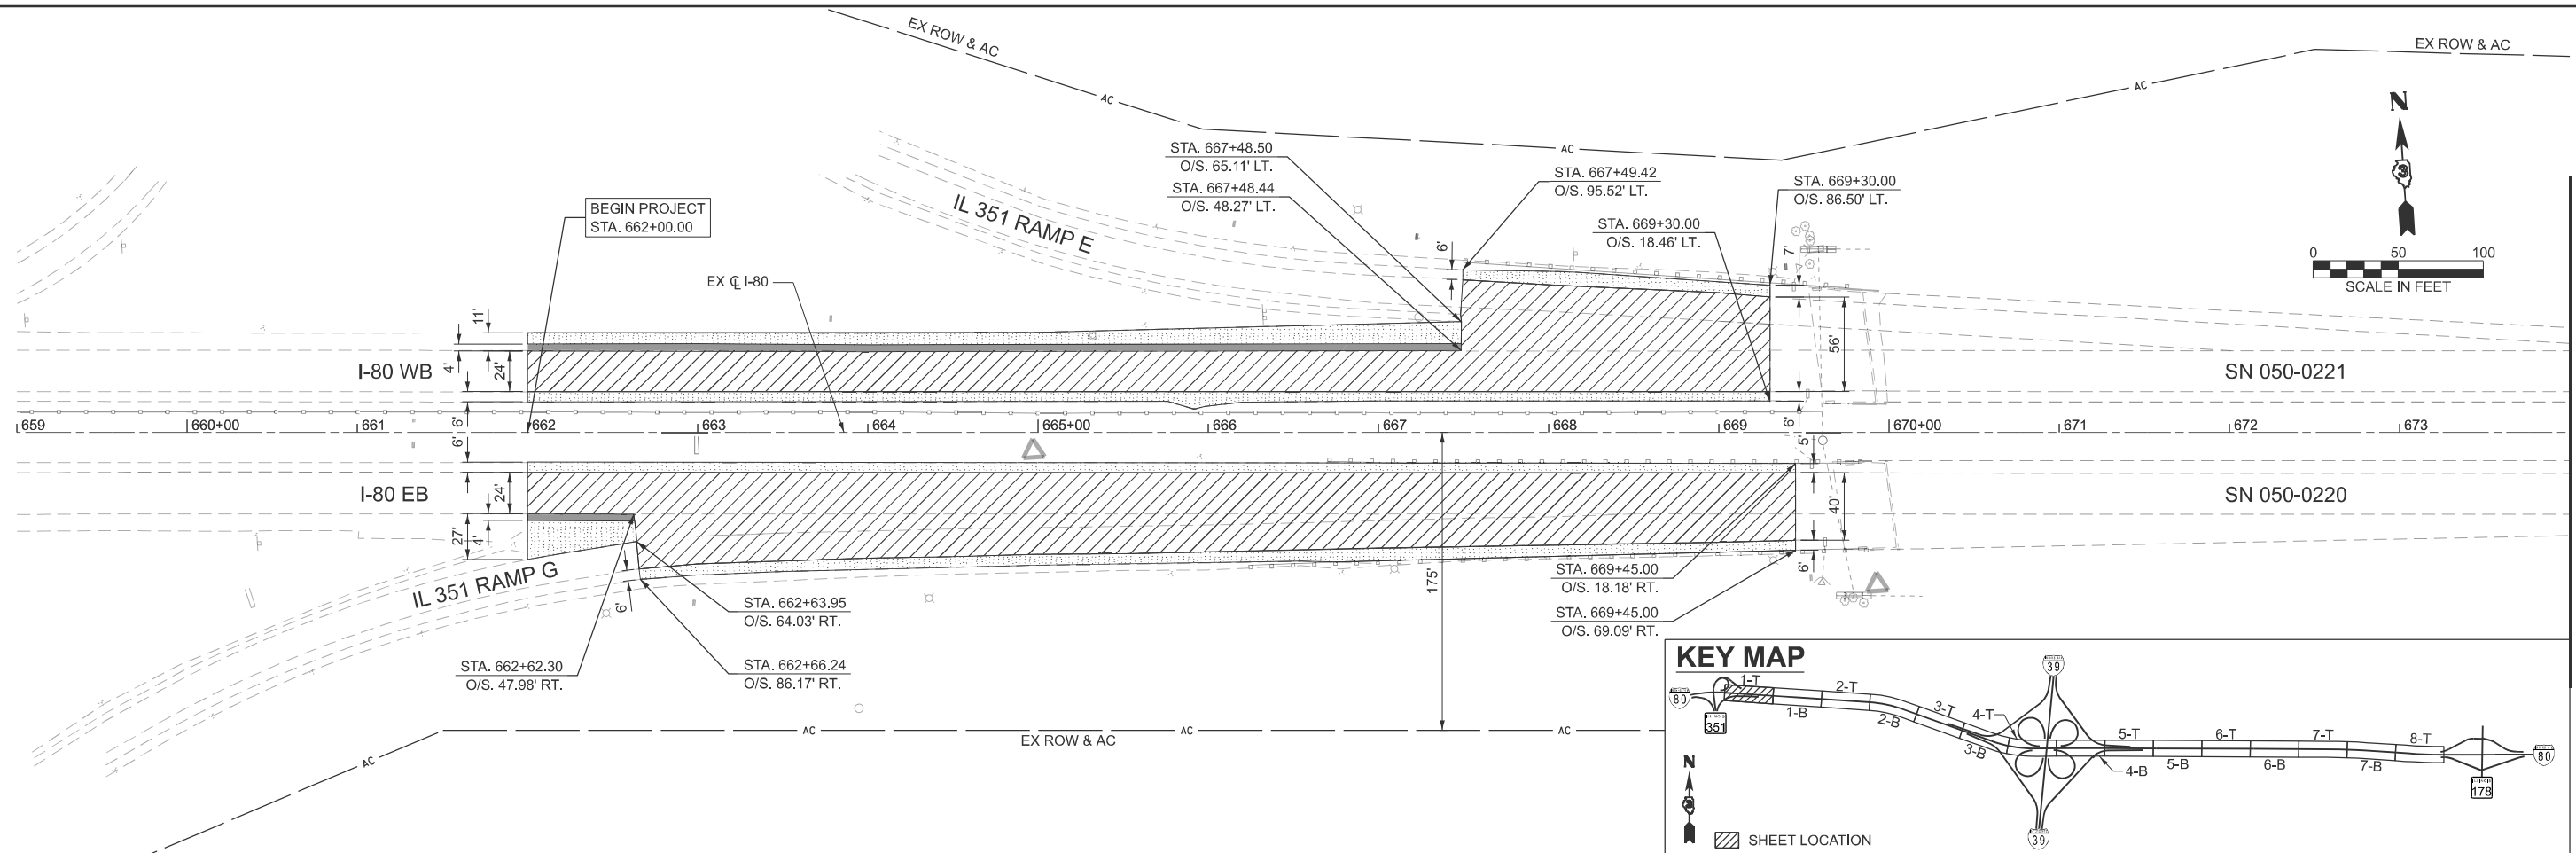 EX ROW & AC
EX ROW & AC
AC
AC
AC
N
3
0 50 100
SCALE IN FEET
STA. 667+48.50
O/S. 65.11' LT.
STA. 667+48.44
O/S. 48.27' LT.
STA. 667+49.42
O/S. 95.52' LT.
STA. 669+30.00
O/S. 86.50' LT.
STA. 669+30.00
O/S. 18.46' LT.
BEGIN PROJECT
STA. 662+00.00
IL 351 RAMP E
EX ℄ I-80
6'
7'
11'
4'
24'
56'
I-80 WB
SN 050-0221
6'
6'
659 660+00 661 662 663 664 665+00 666 667 668 669 670+00 671 672 673
6'
5'
I-80 EB
24'
27'
4'
40'
SN 050-0220
IL 351 RAMP G
6'
6'
175'
STA. 669+45.00
O/S. 18.18' RT.
STA. 669+45.00
O/S. 69.09' RT.
STA. 662+63.95
O/S. 64.03' RT.
STA. 662+62.30
O/S. 47.98' RT.
STA. 662+66.24
O/S. 86.17' RT.
AC
AC
EX ROW & AC
AC
AC
KEY MAP
80
351
1-T
1-B
2-T
2-B
3-T
3-B
4-T
4-B
39
39
5-T
5-B
6-T
6-B
7-T
7-B
8-T
80
178
N
SHEET LOCATION